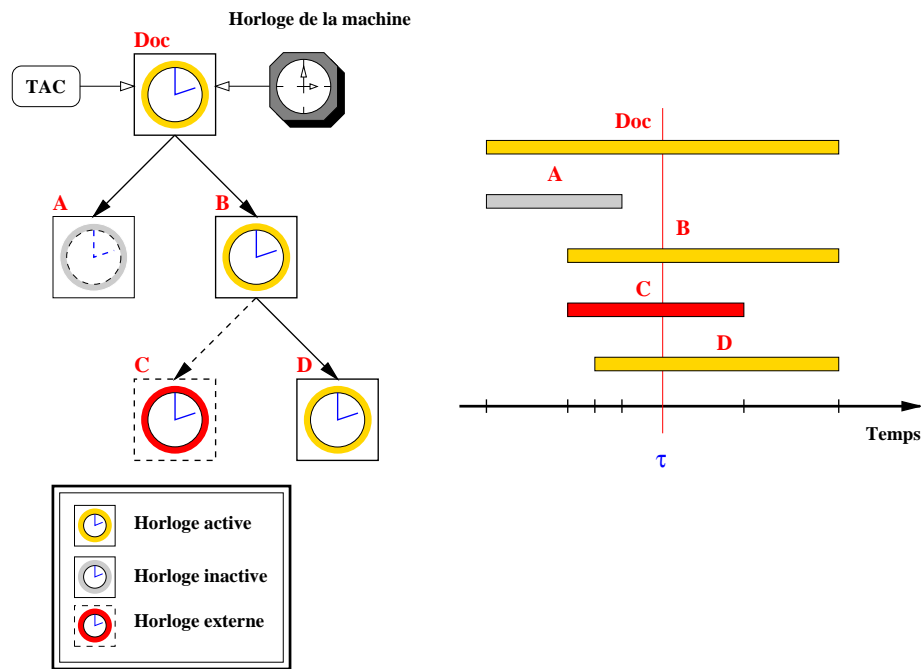 Horloge de la machine
Doc
TAC
A
B
C
D
Horloge active
Horloge inactive
Horloge externe
Doc
A
B
C
D
Temps
τ